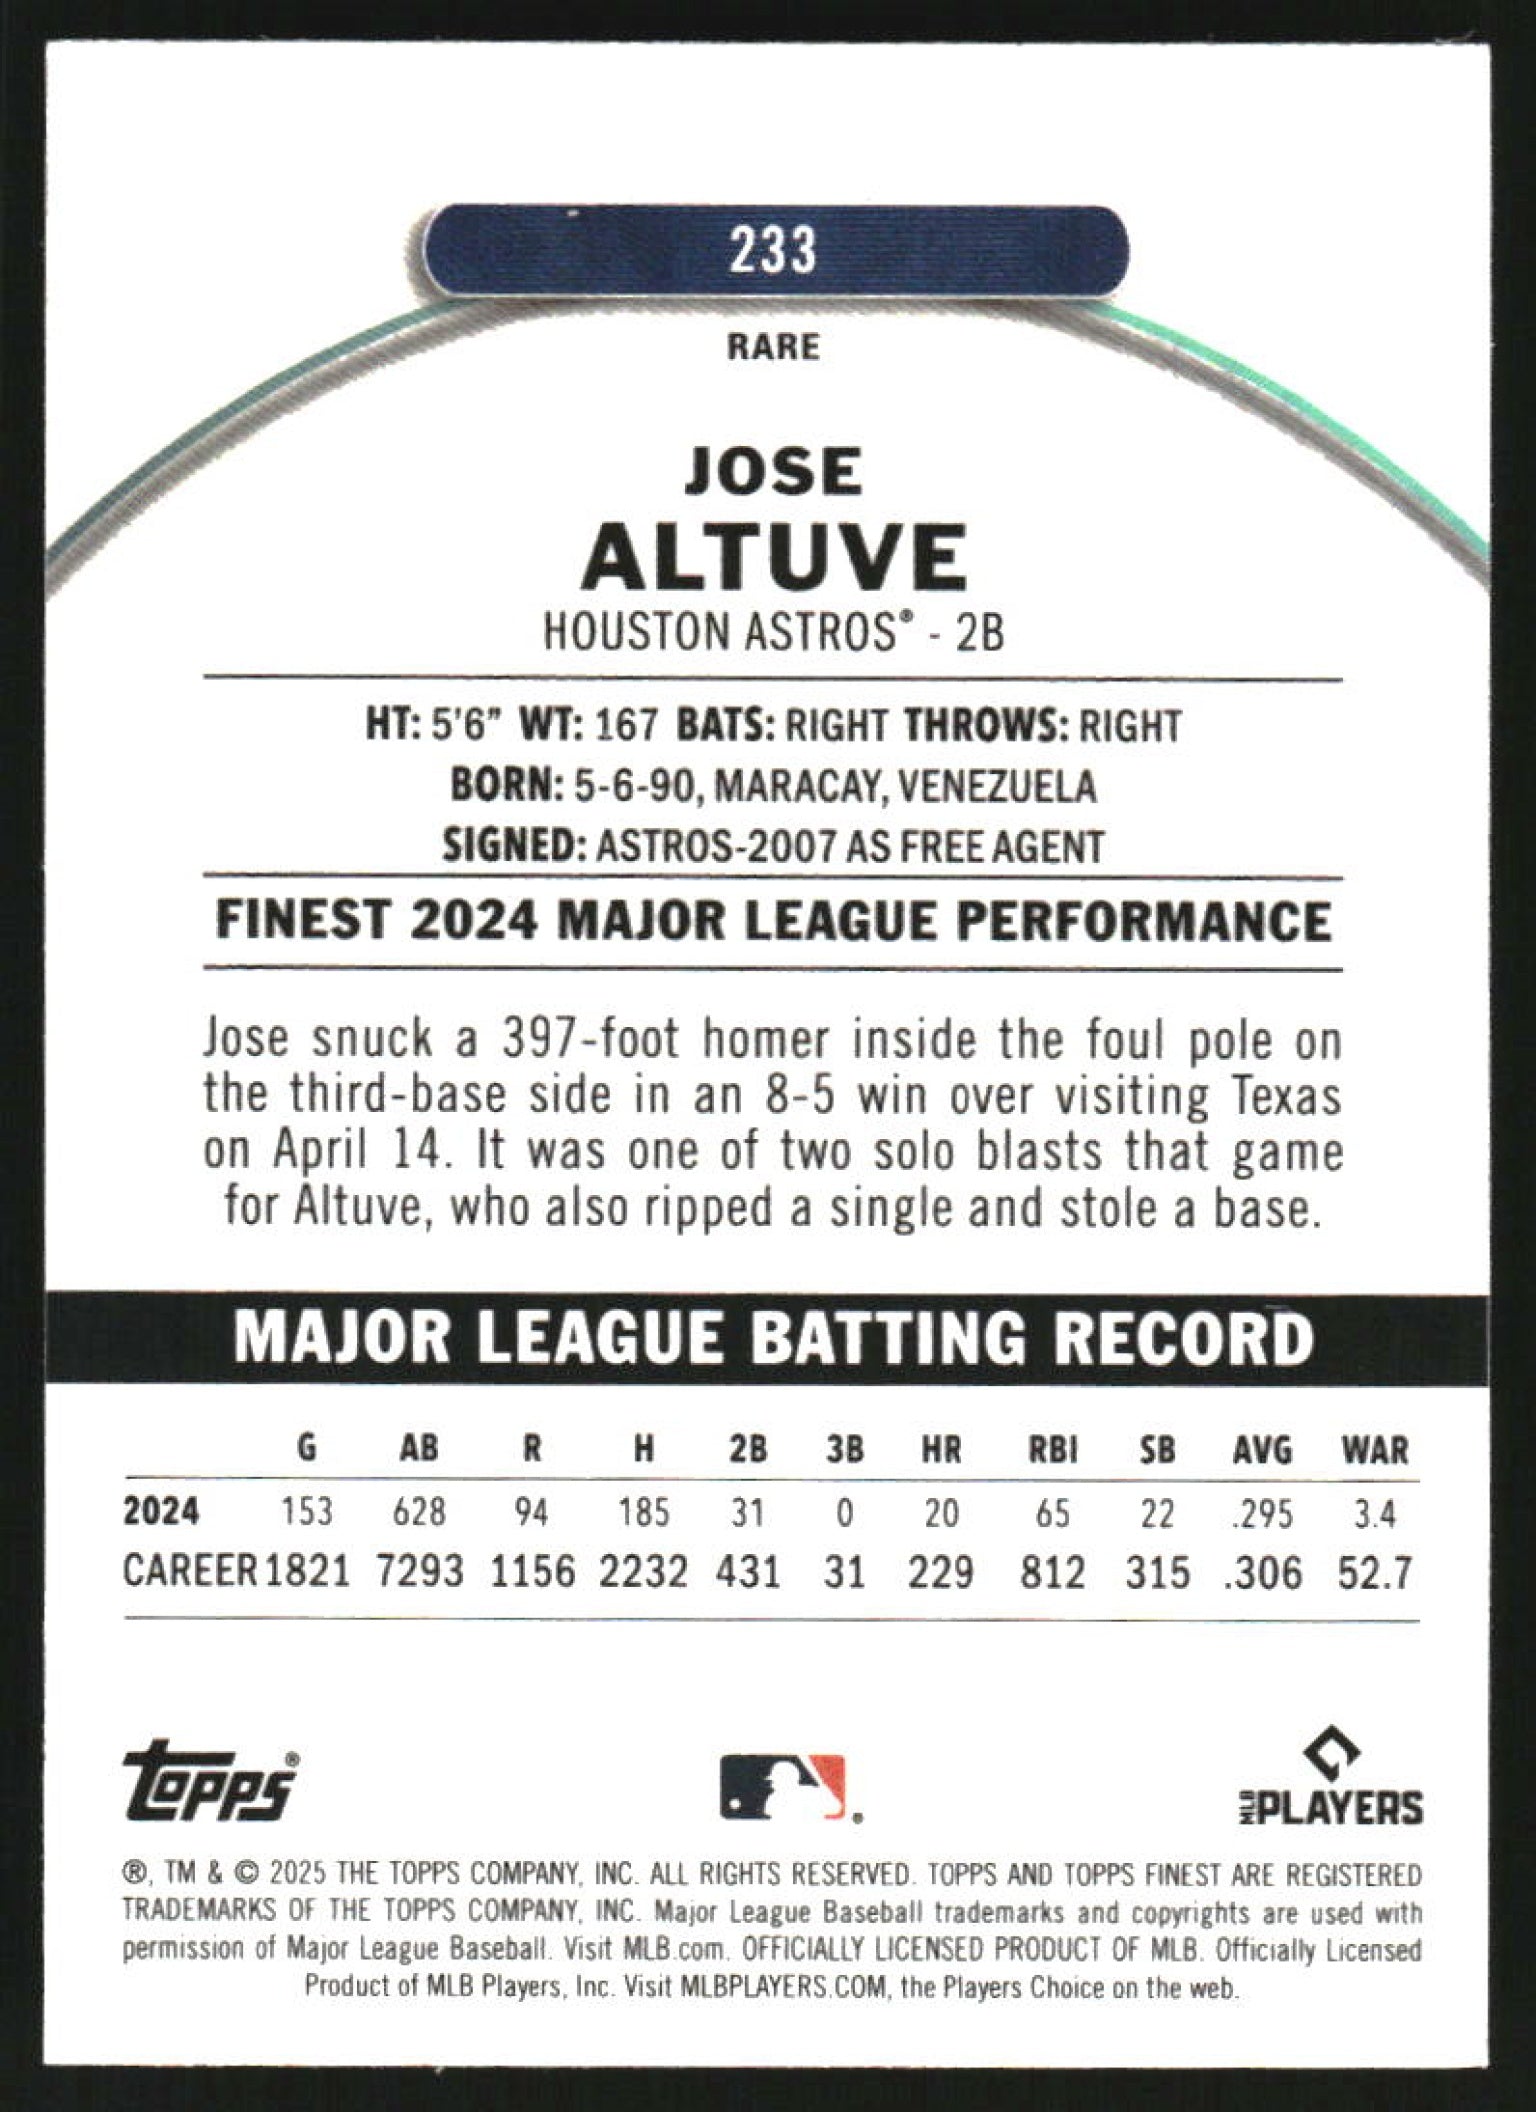 233
RARE
JOSE
ALTUVE
HOUSTON ASTROS® - 2B
HT: 5'6" WT: 167 BATS: RIGHT THROWS: RIGHT
BORN: 5-6-90, MARACAY, VENEZUELA
SIGNED: ASTROS-2007 AS FREE AGENT
FINEST 2024 MAJOR LEAGUE PERFORMANCE
Jose snuck a 397-foot homer inside the foul pole on
the third-base side in an 8-5 win over visiting Texas
on April 14. It was one of two solo blasts that game
for Altuve, who also ripped a single and stole a base.
MAJOR LEAGUE BATTING RECORD
G AB R H 2B 3B HR RBI SB AVG WAR
2024 153 628 94 185 31 0 20 65 22 .295 3.4
CAREER 1821 7293 1156 2232 431 31 229 812 315 .306 52.7
Topps®
®
MLB PLAYERS
®, TM & © 2025 THE TOPPS COMPANY, INC. ALL RIGHTS RESERVED. TOPPS AND TOPPS FINEST ARE REGISTERED
TRADEMARKS OF THE TOPPS COMPANY, INC. Major League Baseball trademarks and copyrights are used with
permission of Major League Baseball. Visit MLB.com. OFFICIALLY LICENSED PRODUCT OF MLB. Officially Licensed
Product of MLB Players, Inc. Visit MLBPLAYERS.COM, the Players Choice on the web.